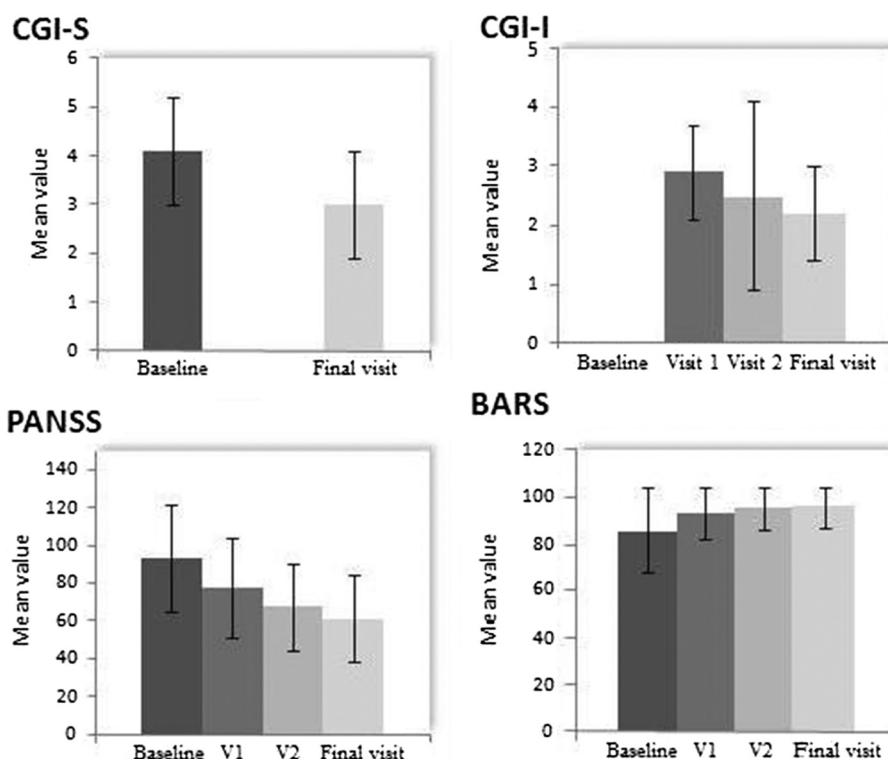 CGI-S
6
5
4
3
2
1
0
Mean value
Baseline Final visit
CGI-I
5
4
3
2
1
0
Mean value
Baseline Visit 1 Visit 2 Final visit
PANSS
140
120
100
80
60
40
20
0
Mean value
Baseline V1 V2 Final visit
BARS
120
100
80
60
40
20
0
Mean value
Baseline V1 V2 Final visit